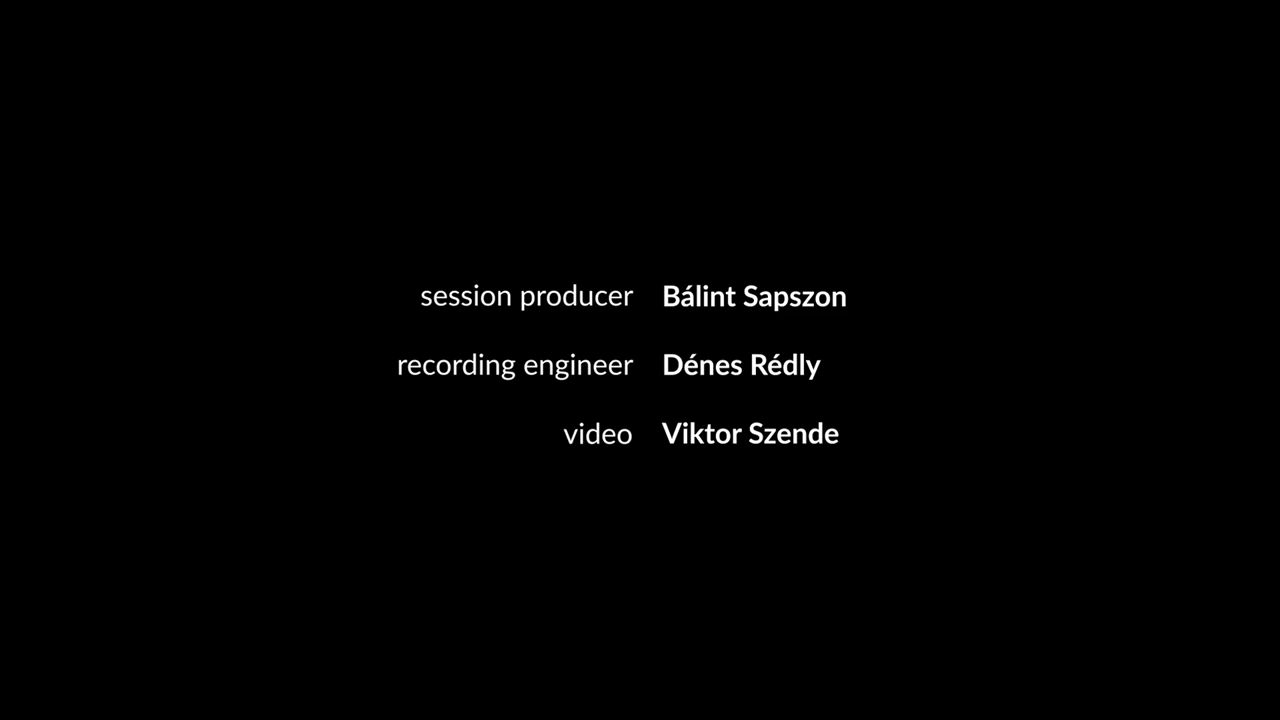 session producer Bálint Sapszon
recording engineer Dénes Rédly
video Viktor Szende